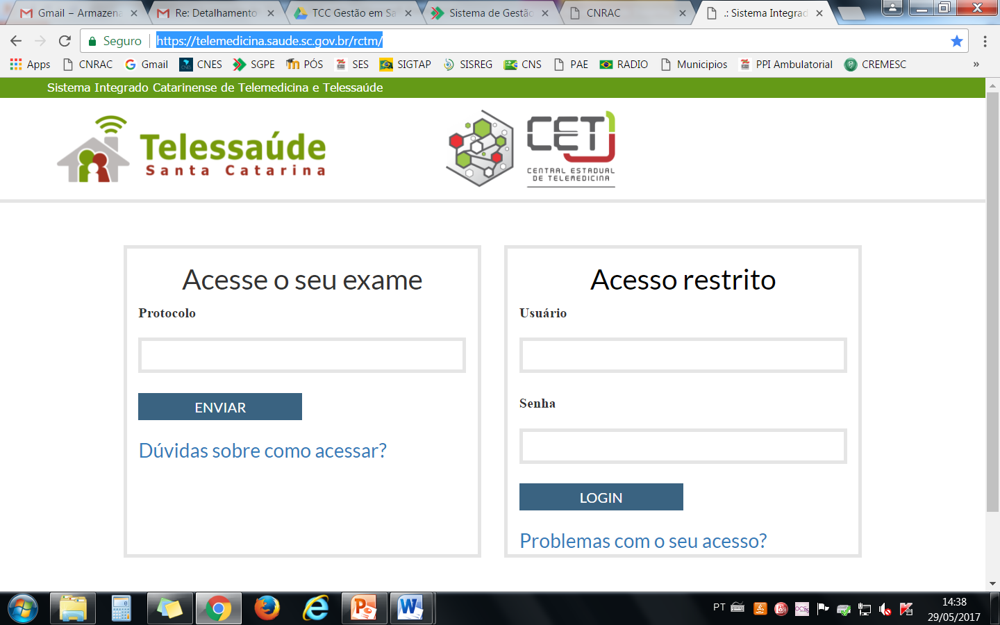 Gmail – Armazena
Re: Detalhamento
TCC Gestão em Sa
Sistema de Gestão
CNRAC
.: Sistema Integrad
Seguro
https://telemedicina.saude.sc.gov.br/rctm/
Apps CNRAC Gmail CNES SGPE PÓS SES SIGTAP SISREG CNS PAE RADIO Municipios PPI Ambulatorial CREMESC »
Sistema Integrado Catarinense de Telemedicina e Telessaúde
Telessaúde
Santa Catarina
CET
CENTRAL ESTADUAL
DE TELEMEDICINA
Acesse o seu exame
Protocolo
ENVIAR
Dúvidas sobre como acessar?
Acesso restrito
Usuário
Senha
LOGIN
Problemas com o seu acesso?
PT
14:38
29/05/2017